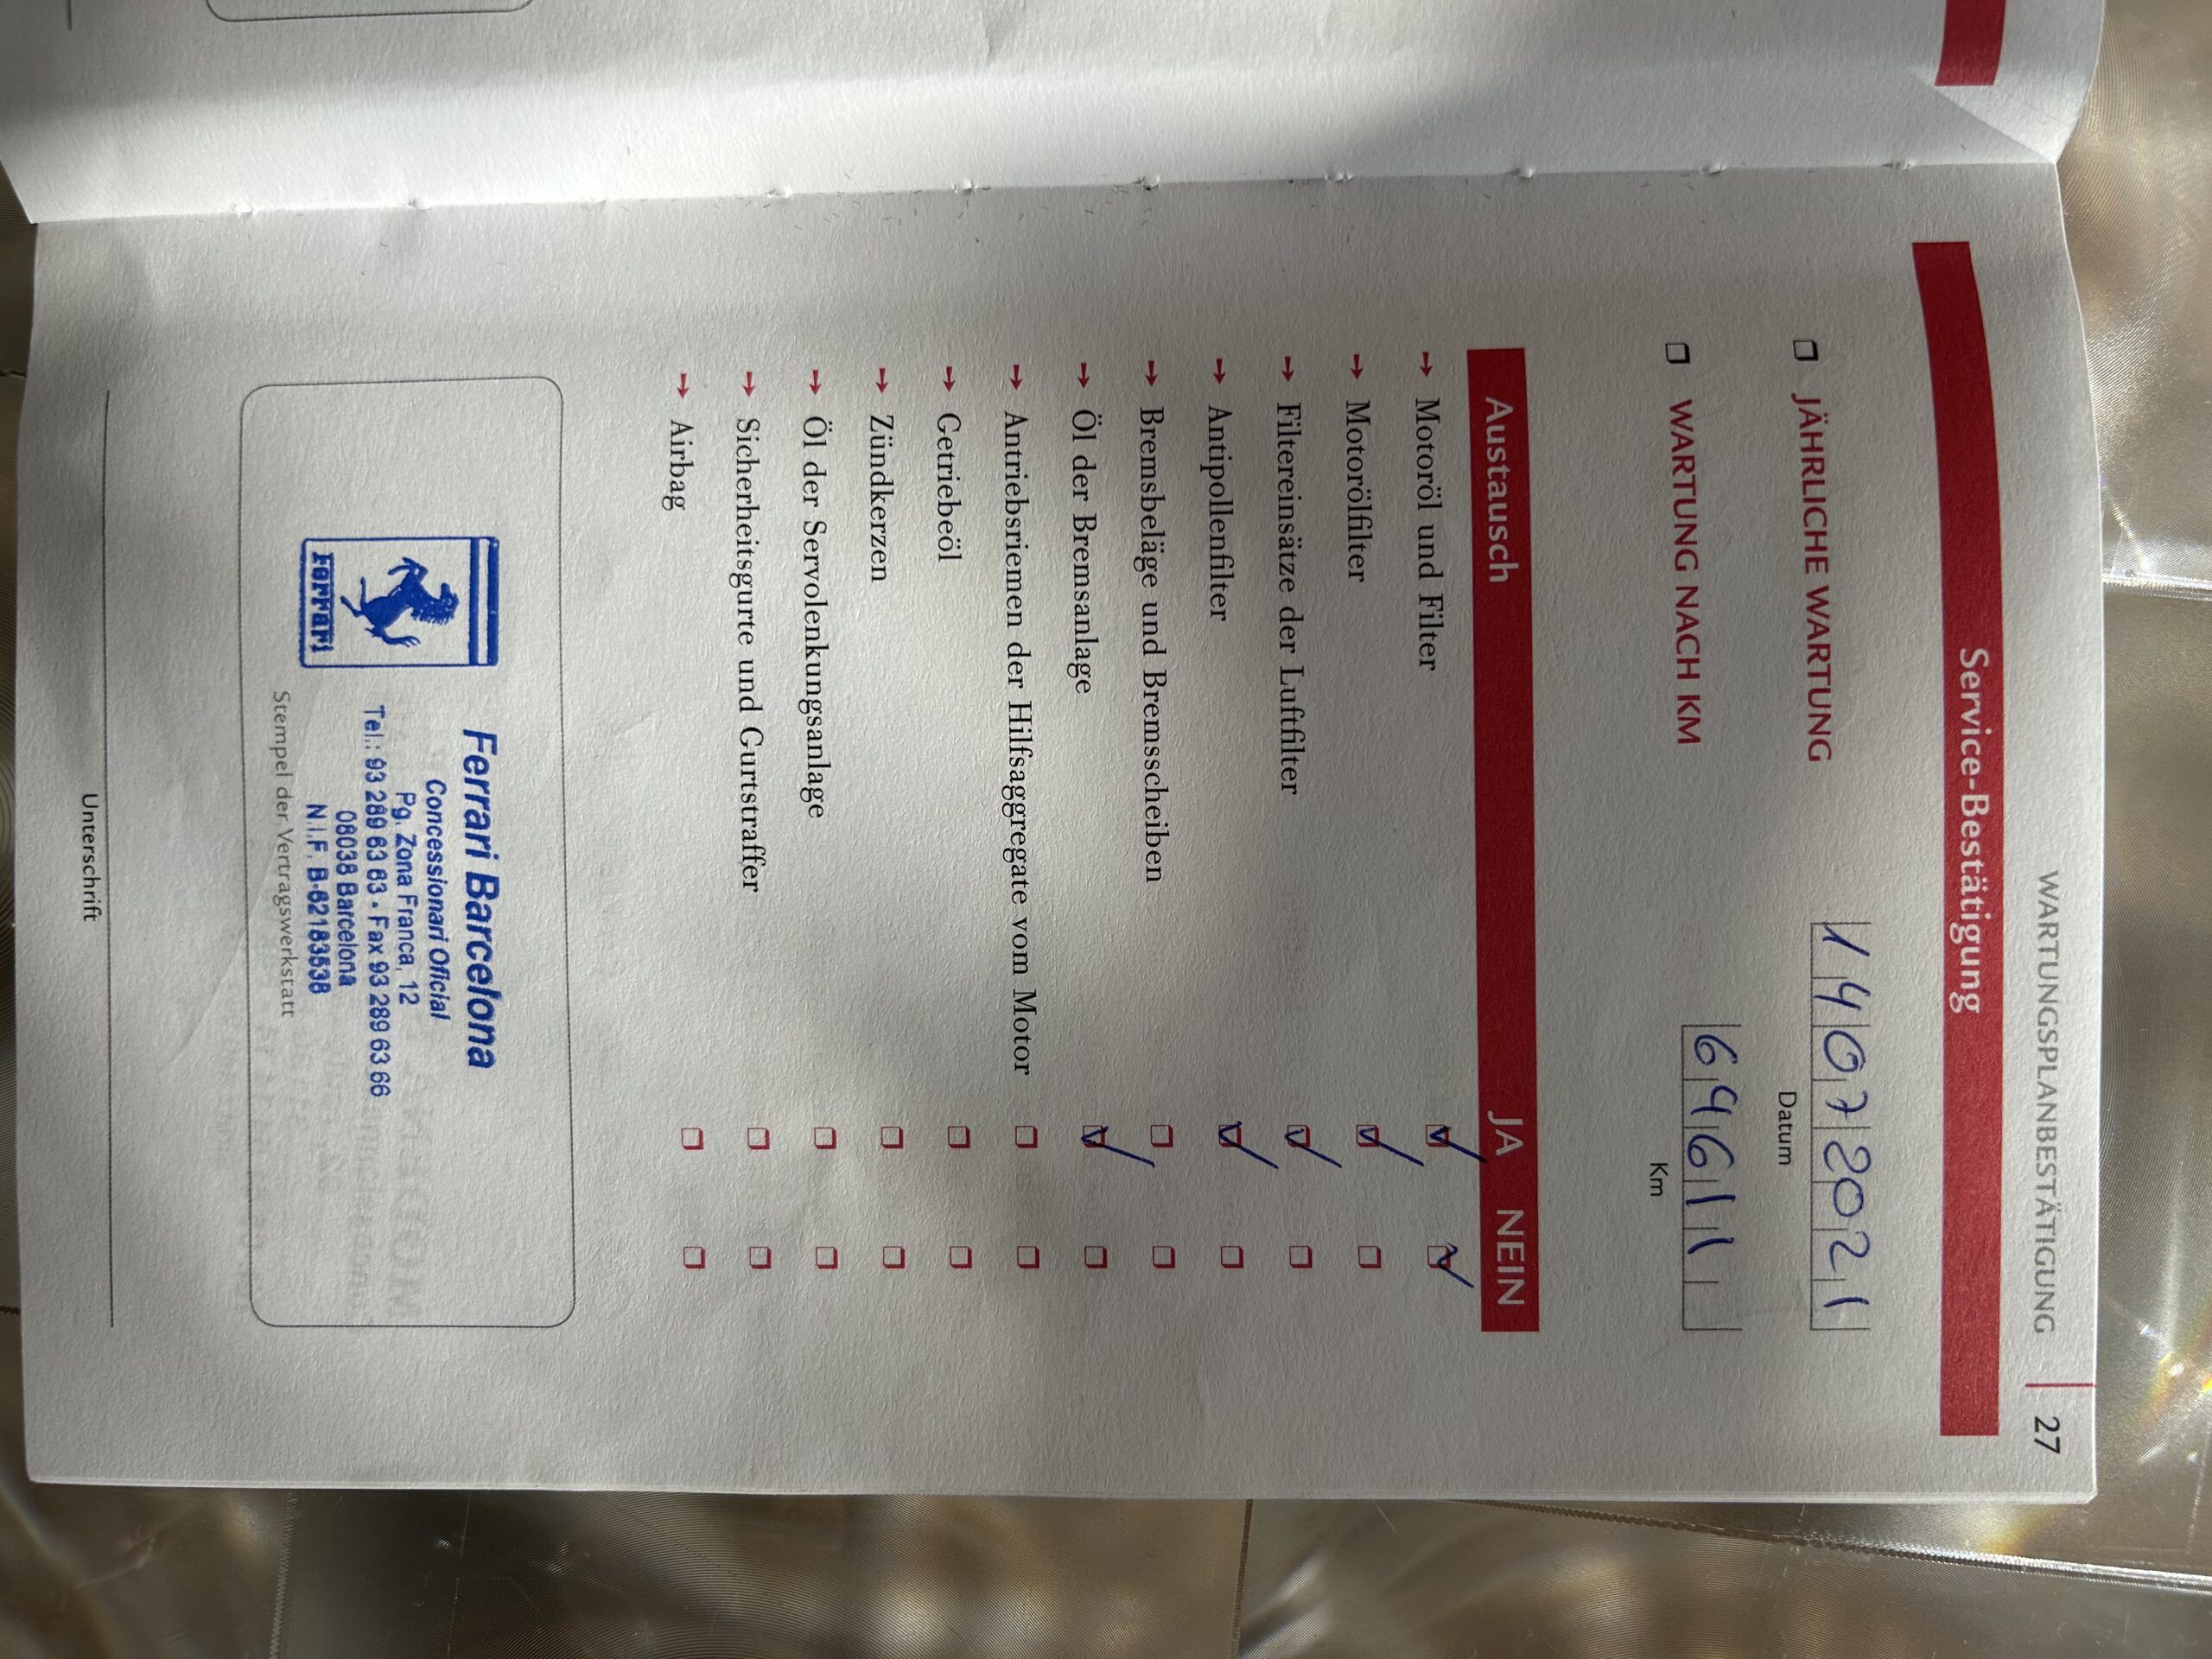 WARTUNGSPLANBESTÄTIGUNG 27
Service-Bestätigung
JÄHRLICHE WARTUNG 14072021
Datum
WARTUNG NACH KM 69611
Km
Austausch JA NEIN
→ Motoröl und Filter
→ Motorölfilter
→ Filtereinsätze der Luftfilter
→ Antipollenfilter
→ Bremsbeläge und Bremsscheiben
→ Öl der Bremsanlage
→ Antriebsriemen der Hilfsaggregate vom Motor
→ Getriebeöl
→ Zündkerzen
→ Öl der Servolenkungsanlage
→ Sicherheitsgurte und Gurtstraffer
→ Airbag
Ferrari
Ferrari Barcelona
Concessionari Oficial
Pg. Zona Franca, 12
Tel.: 93 289 63 63 - Fax 93 289 63 66
08038 Barcelona
N.I.F. B-62183538
Stempel der Vertragswerkstatt
Unterschrift